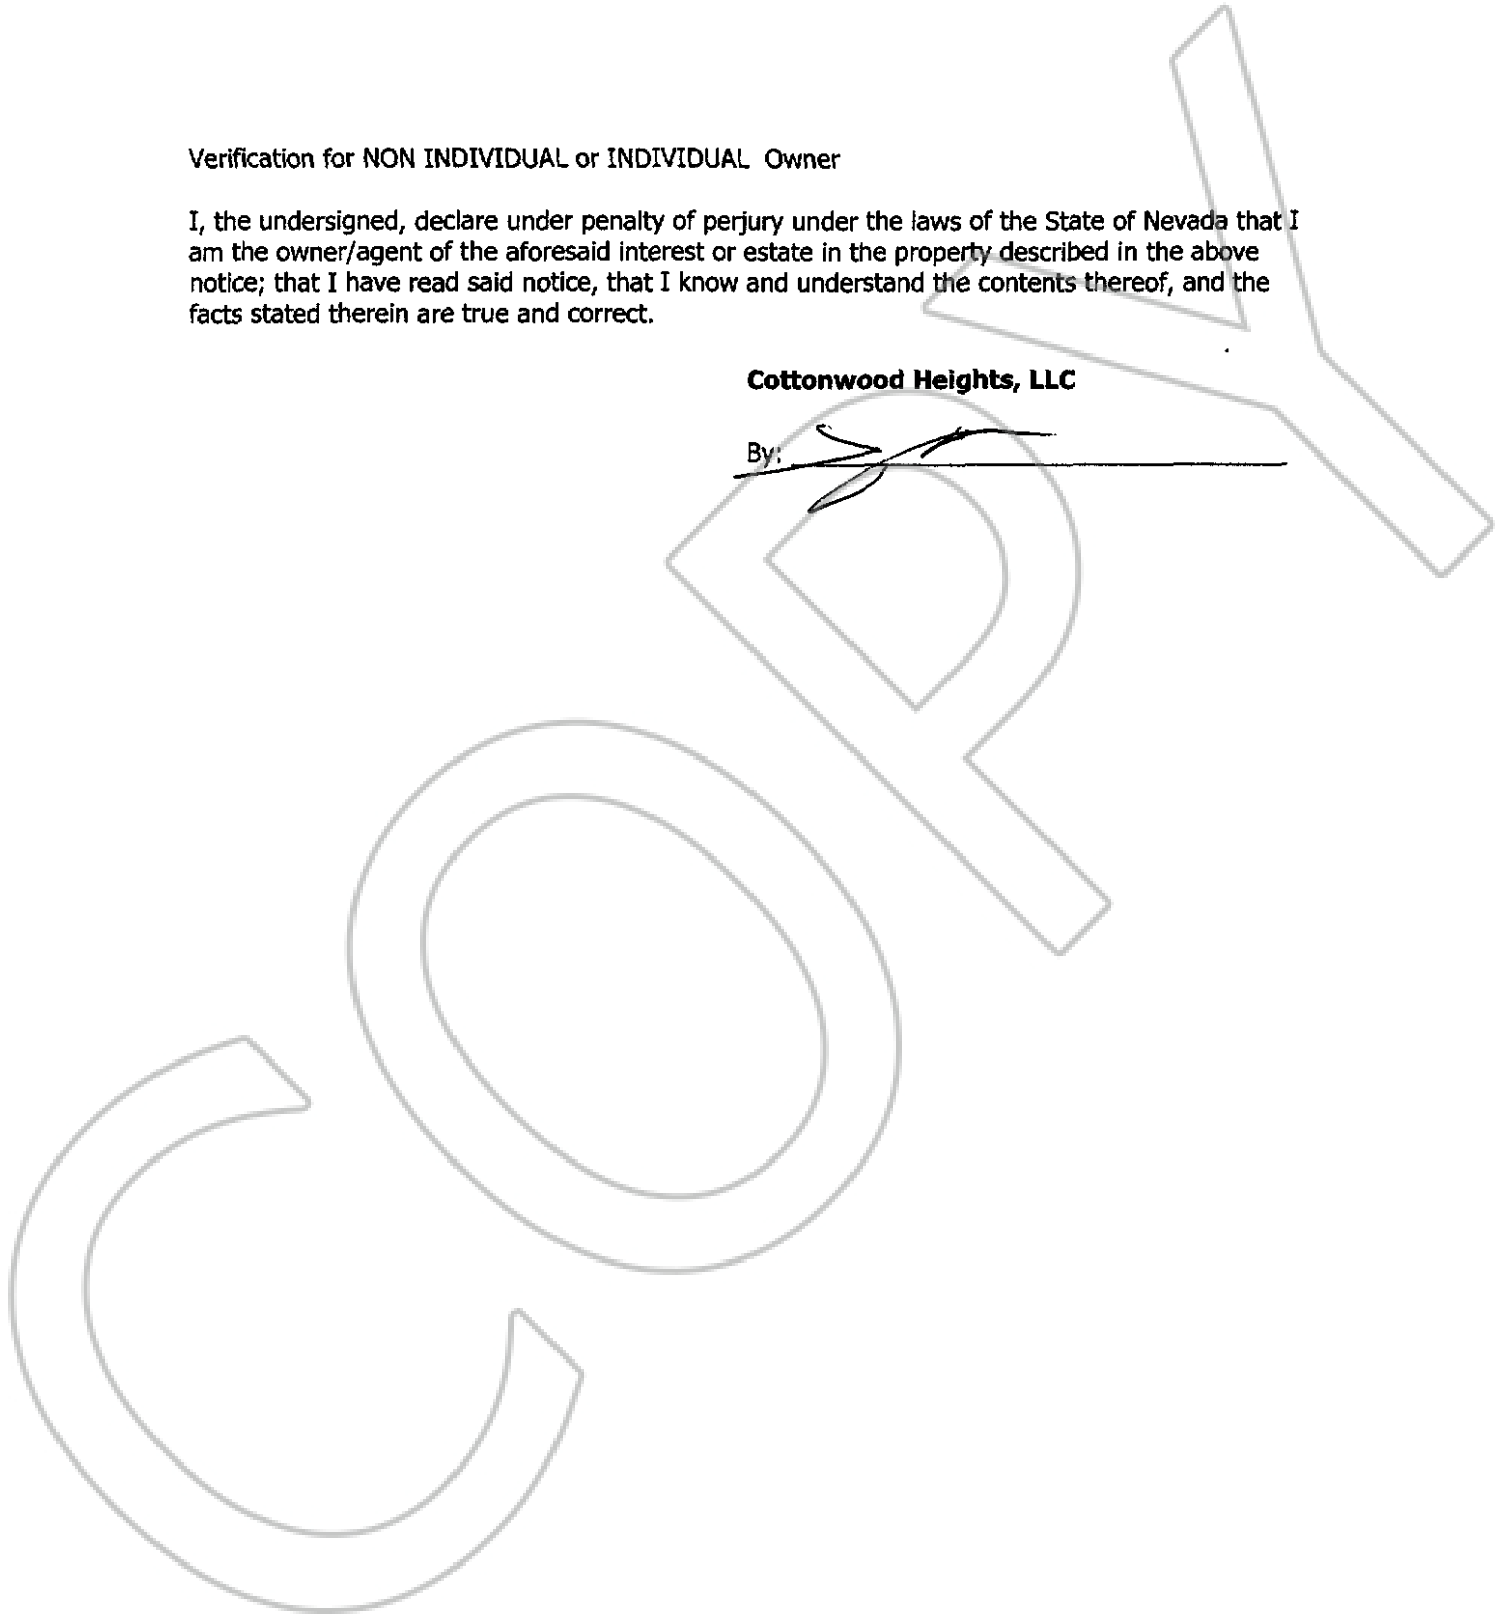 Verification for NON INDIVIDUAL or INDIVIDUAL Owner
I, the undersigned, declare under penalty of perjury under the laws of the State of Nevada that I
am the owner/agent of the aforesaid interest or estate in the property described in the above
notice; that I have read said notice, that I know and understand the contents thereof, and the
facts stated therein are true and correct.
Cottonwood Heights, LLC
By:
COPY